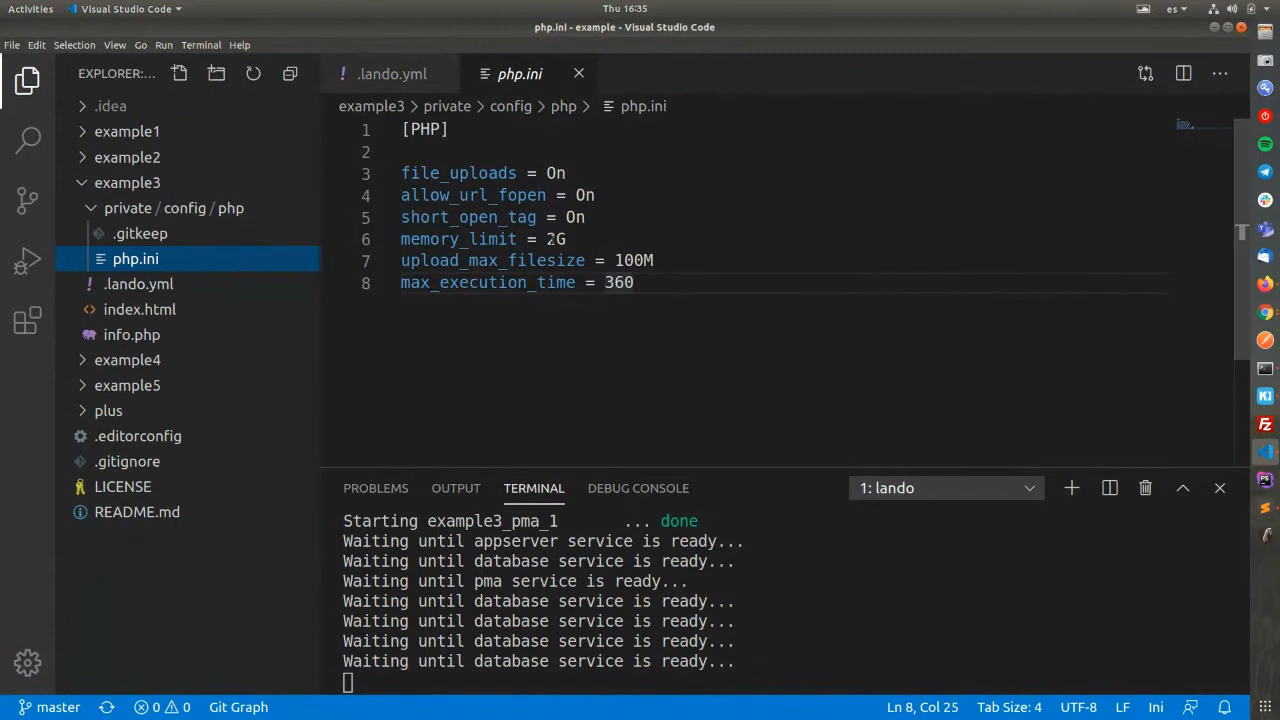 Activities
Visual Studio Code
Thu 16:35
es
php.ini - example - Visual Studio Code
File Edit Selection View Go Run Terminal Help
EXPLORER:...
.lando.yml
php.ini
example3 > private > config > php > php.ini
.idea
example1
example2
example3
private / config / php
.gitkeep
php.ini
.lando.yml
index.html
info.php
example4
example5
plus
.editorconfig
.gitignore
LICENSE
README.md
1 [PHP]
2
3 file_uploads = On
4 allow_url_fopen = On
5 short_open_tag = On
6 memory_limit = 2G
7 upload_max_filesize = 100M
8 max_execution_time = 360
PROBLEMS OUTPUT TERMINAL DEBUG CONSOLE
1: lando
Starting example3_pma_1 ... done
Waiting until appserver service is ready...
Waiting until database service is ready...
Waiting until pma service is ready...
Waiting until database service is ready...
Waiting until database service is ready...
Waiting until database service is ready...
Waiting until database service is ready...
master
0 0
Git Graph
Ln 8, Col 25
Tab Size: 4
UTF-8
LF
Ini